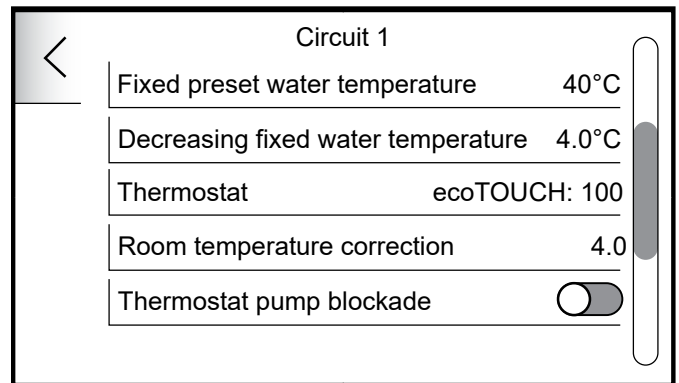 Circuit 1
Fixed preset water temperature 40°C
Decreasing fixed water temperature 4.0°C
Thermostat ecoTOUCH: 100
Room temperature correction 4.0
Thermostat pump blockade